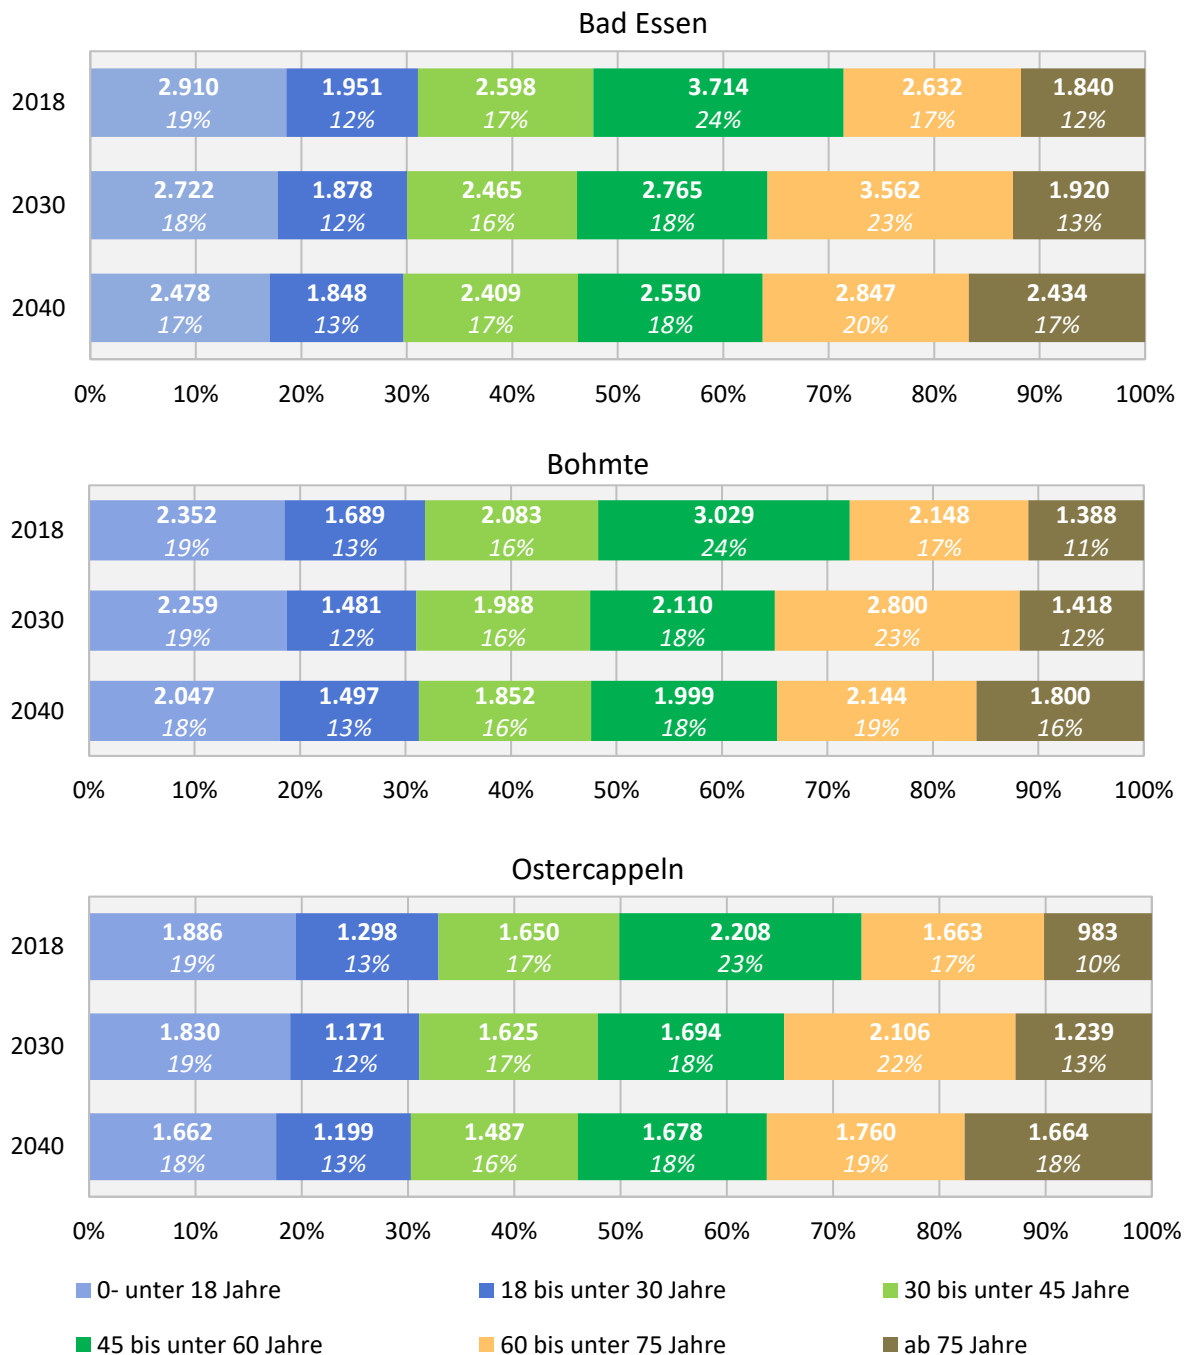 Bad Essen
2018 2.910 1.951 2.598 3.714 2.632 1.840
19% 12% 17% 24% 17% 12%
2030 2.722 1.878 2.465 2.765 3.562 1.920
18% 12% 16% 18% 23% 13%
2040 2.478 1.848 2.409 2.550 2.847 2.434
17% 13% 17% 18% 20% 17%
0% 10% 20% 30% 40% 50% 60% 70% 80% 90% 100%
Bohmte
2018 2.352 1.689 2.083 3.029 2.148 1.388
19% 13% 16% 24% 17% 11%
2030 2.259 1.481 1.988 2.110 2.800 1.418
19% 12% 16% 18% 23% 12%
2040 2.047 1.497 1.852 1.999 2.144 1.800
18% 13% 16% 18% 19% 16%
0% 10% 20% 30% 40% 50% 60% 70% 80% 90% 100%
Ostercappeln
2018 1.886 1.298 1.650 2.208 1.663 983
19% 13% 17% 23% 17% 10%
2030 1.830 1.171 1.625 1.694 2.106 1.239
19% 12% 17% 18% 22% 13%
2040 1.662 1.199 1.487 1.678 1.760 1.664
18% 13% 16% 18% 19% 18%
0% 10% 20% 30% 40% 50% 60% 70% 80% 90% 100%
0- unter 18 Jahre 18 bis unter 30 Jahre 30 bis unter 45 Jahre
45 bis unter 60 Jahre 60 bis unter 75 Jahre ab 75 Jahre